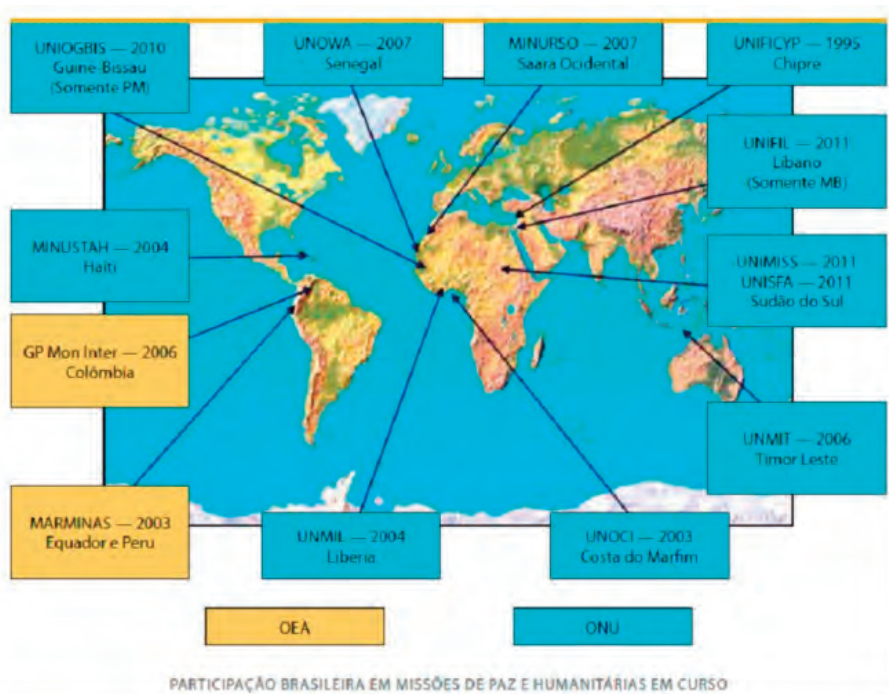 UNIOGBIS — 2010
Guiné-Bissau
(Somente PM)
UNOWA — 2007
Senegal
MINURSO — 2007
Saara Ocidental
UNIFICYP — 1995
Chipre
UNIFIL — 2011
Líbano
(Somente MB)
MINUSTAH — 2004
Haiti
UNIMISS — 2011
UNISFA — 2011
Sudão do Sul
GP Mon Inter — 2006
Colômbia
UNMIT — 2006
Timor Leste
MARMINAS — 2003
Equador e Peru
UNMIL — 2004
Liberia
UNOCI — 2003
Costa do Marfim
OEA
ONU
PARTICIPAÇÃO BRASILEIRA EM MISSÕES DE PAZ E HUMANITÁRIAS EM CURSO